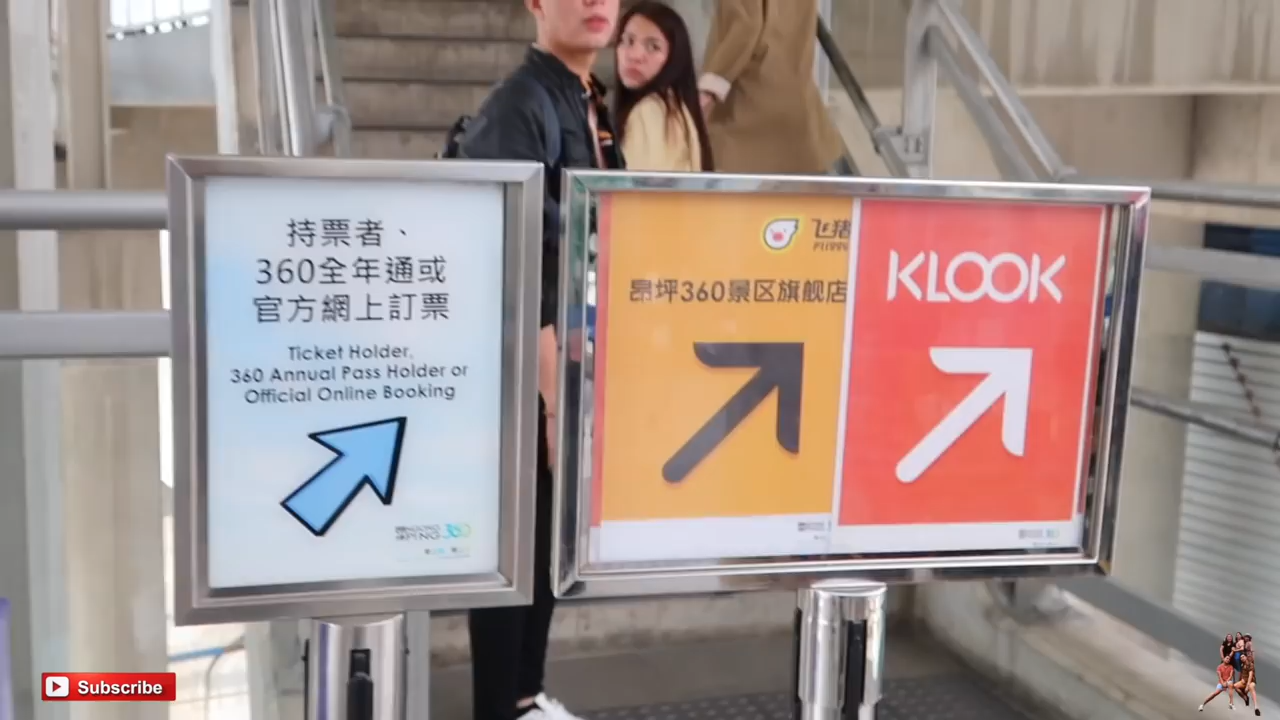 持票者、
360全年通或
官方網上訂票
Ticket Holder,
360 Annual Pass Holder or
Official Online Booking
360
飞猪
昂坪360景区旗舰店
KLOOK
Subscribe